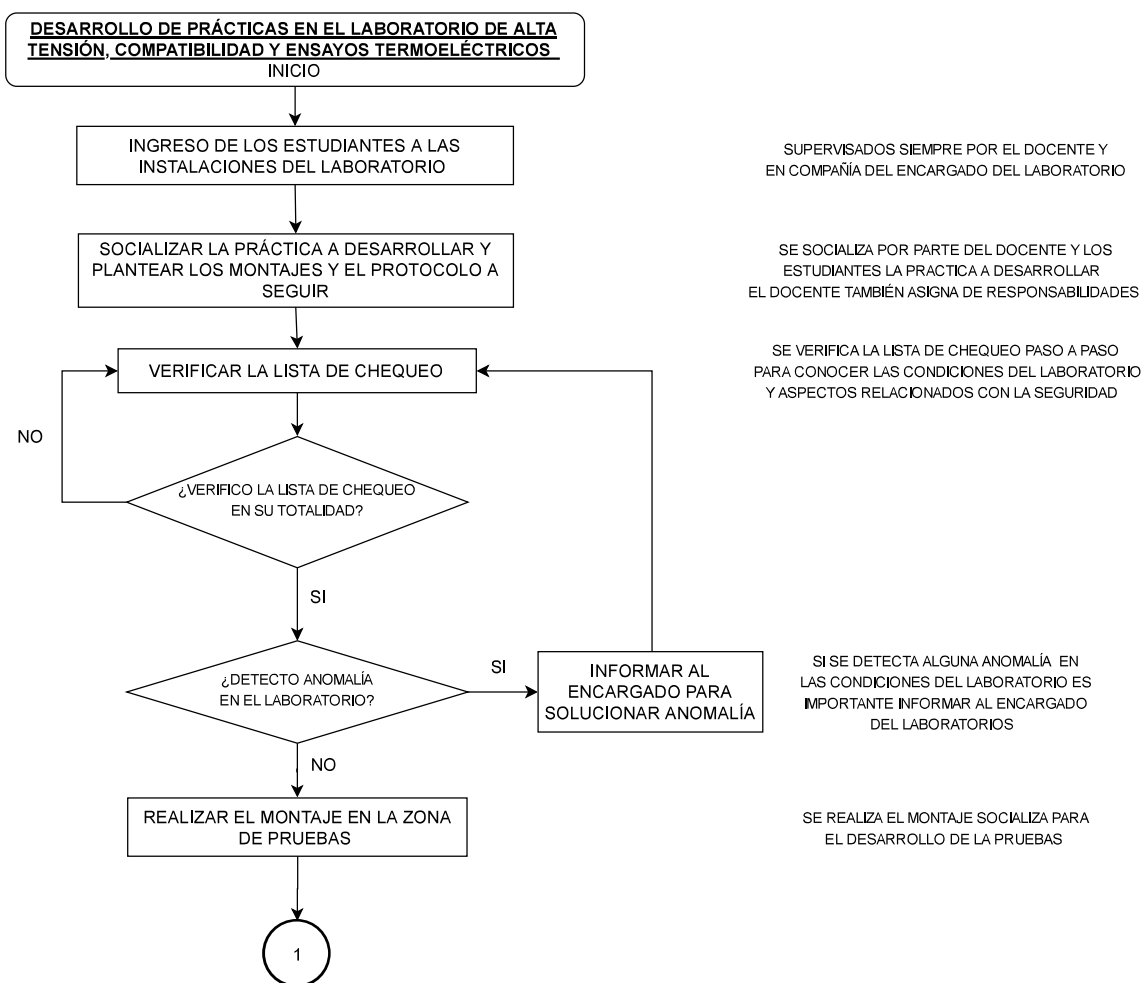 DESARROLLO DE PRÁCTICAS EN EL LABORATORIO DE ALTA
TENSIÓN, COMPATIBILIDAD Y ENSAYOS TERMOELÉCTRICOS
INICIO
INGRESO DE LOS ESTUDIANTES A LAS
INSTALACIONES DEL LABORATORIO
SUPERVISADOS SIEMPRE POR EL DOCENTE Y
EN COMPAÑÍA DEL ENCARGADO DEL LABORATORIO
SOCIALIZAR LA PRÁCTICA A DESARROLLAR Y
PLANTEAR LOS MONTAJES Y EL PROTOCOLO A
SEGUIR
SE SOCIALIZA POR PARTE DEL DOCENTE Y LOS
ESTUDIANTES LA PRACTICA A DESARROLLAR
EL DOCENTE TAMBIÉN ASIGNA DE RESPONSABILIDADES
VERIFICAR LA LISTA DE CHEQUEO
SE VERIFICA LA LISTA DE CHEQUEO PASO A PASO
PARA CONOCER LAS CONDICIONES DEL LABORATORIO
Y ASPECTOS RELACIONADOS CON LA SEGURIDAD
NO
¿VERIFICO LA LISTA DE CHEQUEO
EN SU TOTALIDAD?
SI
¿DETECTO ANOMALÍA
EN EL LABORATORIO?
SI
INFORMAR AL
ENCARGADO PARA
SOLUCIONAR ANOMALÍA
SI SE DETECTA ALGUNA ANOMALÍA EN
LAS CONDICIONES DEL LABORATORIO ES
IMPORTANTE INFORMAR AL ENCARGADO
DEL LABORATORIOS
NO
REALIZAR EL MONTAJE EN LA ZONA
DE PRUEBAS
SE REALIZA EL MONTAJE SOCIALIZA PARA
EL DESARROLLO DE LA PRUEBAS
1